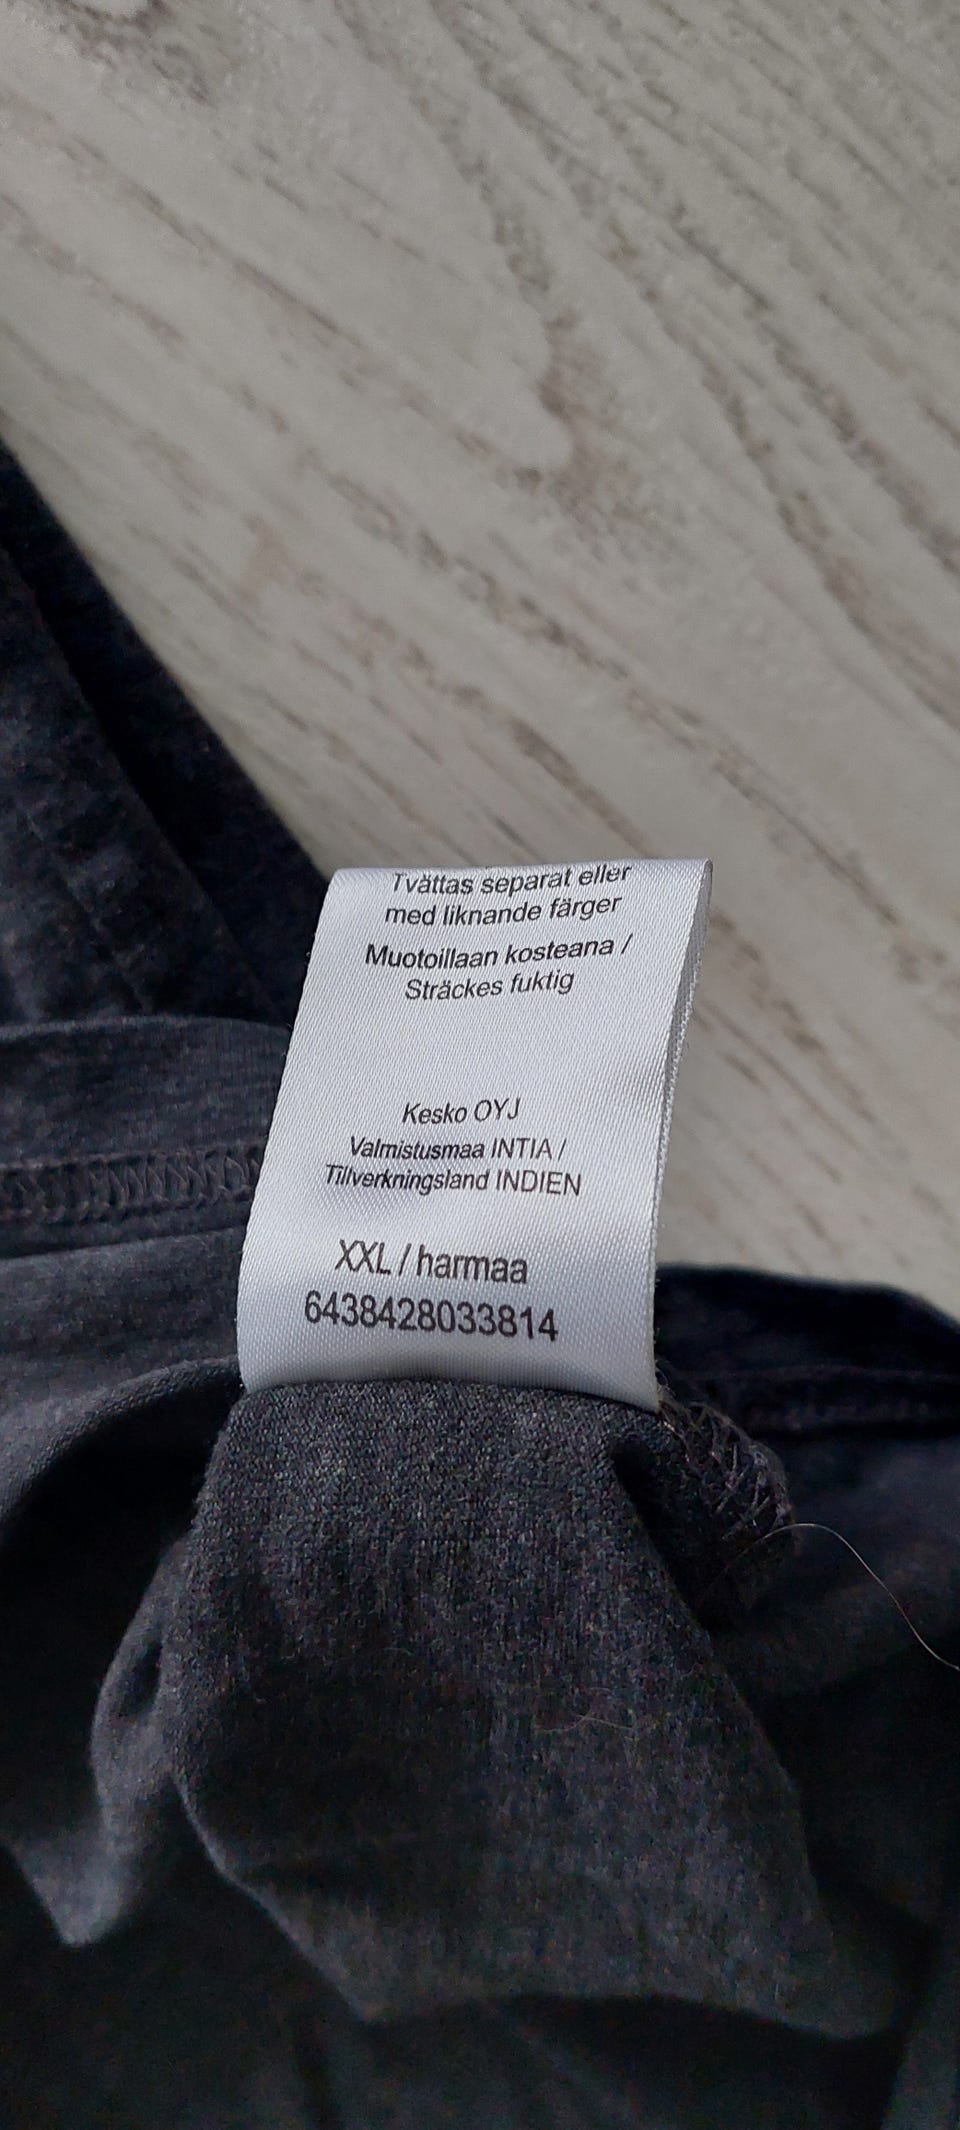 Tvättas separat eller
med liknande färger
Muotoillaan kosteana /
Sträckes fuktig
Kesko OYJ
Valmistusmaa INTIA /
Tillverkningsland INDIEN
XXL / harmaa
6438428033814